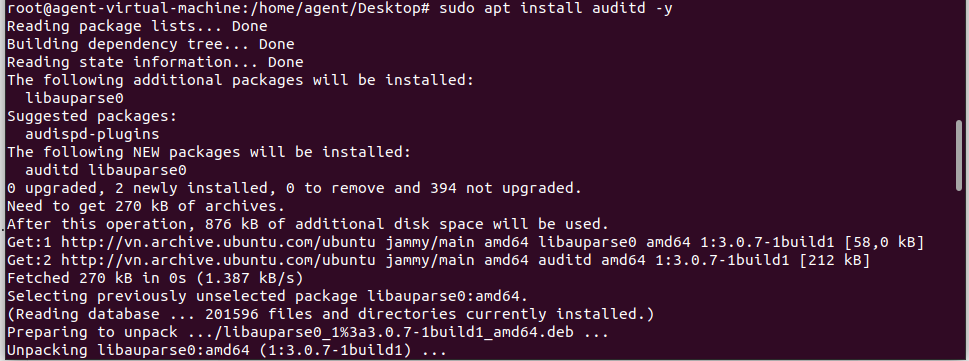 root@agent-virtual-machine:/home/agent/Desktop# sudo apt install auditd -y
Reading package lists... Done
Building dependency tree... Done
Reading state information... Done
The following additional packages will be installed:
  libauparse0
Suggested packages:
  audispd-plugins
The following NEW packages will be installed:
  auditd libauparse0
0 upgraded, 2 newly installed, 0 to remove and 394 not upgraded.
Need to get 270 kB of archives.
After this operation, 876 kB of additional disk space will be used.
Get:1 http://vn.archive.ubuntu.com/ubuntu jammy/main amd64 libauparse0 amd64 1:3.0.7-1build1 [58,0 kB]
Get:2 http://vn.archive.ubuntu.com/ubuntu jammy/main amd64 auditd amd64 1:3.0.7-1build1 [212 kB]
Fetched 270 kB in 0s (1.387 kB/s)
Selecting previously unselected package libauparse0:amd64.
(Reading database ... 201596 files and directories currently installed.)
Preparing to unpack .../libauparse0_1%3a3.0.7-1build1_amd64.deb ...
Unpacking libauparse0:amd64 (1:3.0.7-1build1) ...